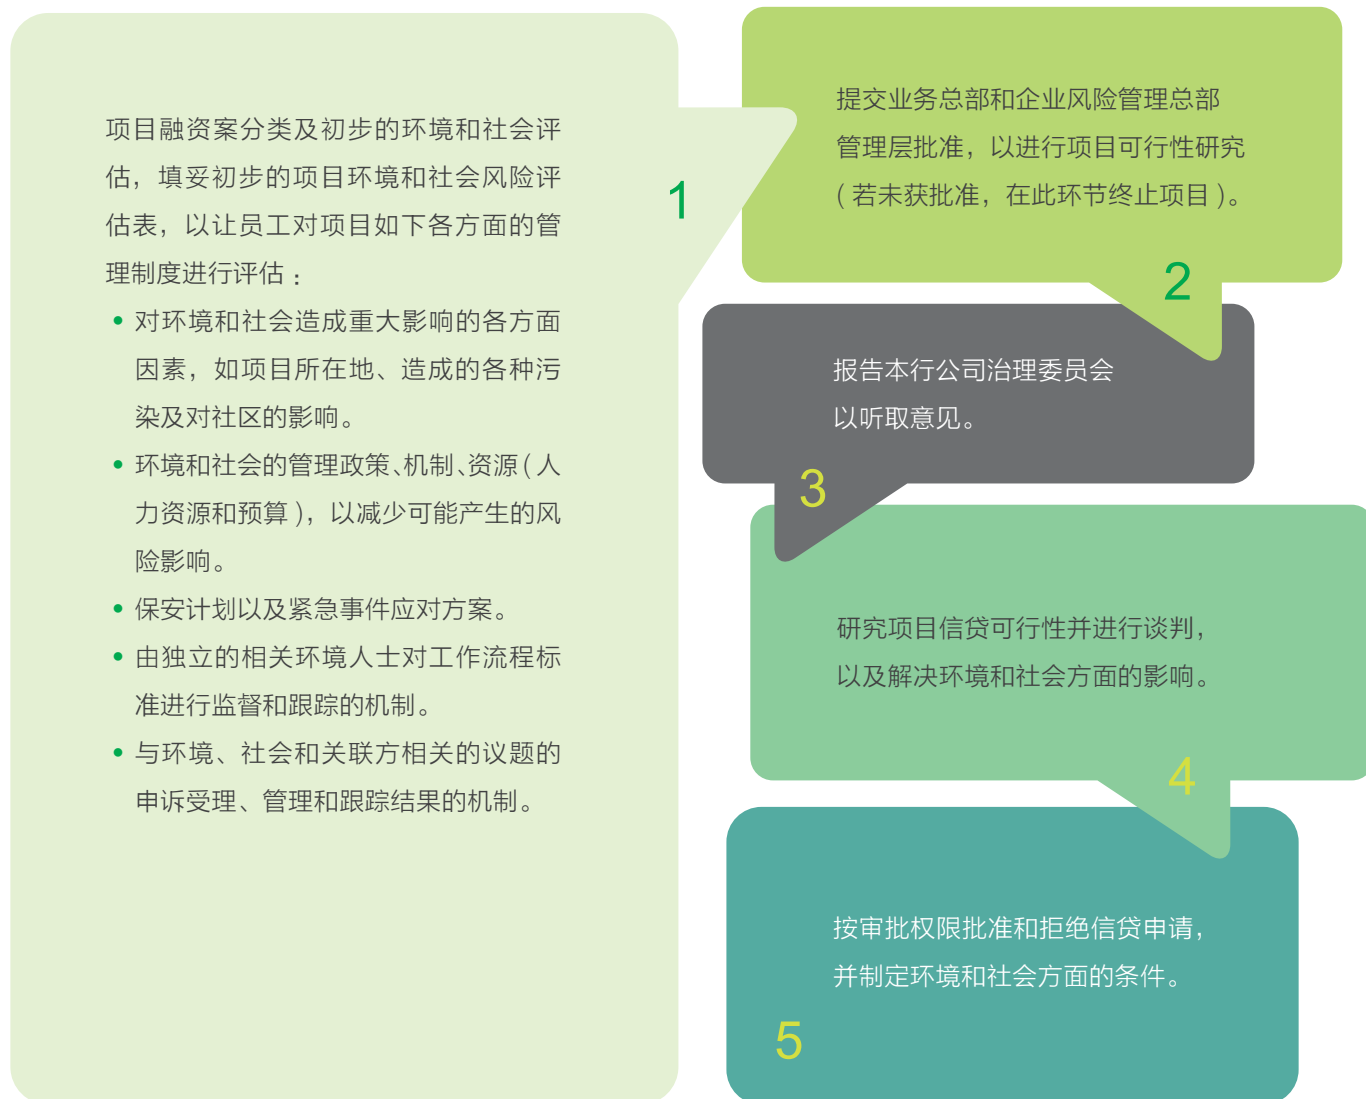 项目融资案分类及初步的环境和社会评
估，填妥初步的项目环境和社会风险评
估表，以让员工对项目如下各方面的管
理制度进行评估：
• 对环境和社会造成重大影响的各方面
因素，如项目所在地、造成的各种污
染及对社区的影响。
• 环境和社会的管理政策、机制、资源（人
力资源和预算），以减少可能产生的风
险影响。
• 保安计划以及紧急事件应对方案。
• 由独立的相关环境人士对工作流程标
准进行监督和跟踪的机制。
• 与环境、社会和关联方相关的议题的
申诉受理、管理和跟踪结果的机制。
1
提交业务总部和企业风险管理总部
管理层批准，以进行项目可行性研究
（若未获批准，在此环节终止项目）。
2
报告本行公司治理委员会
以听取意见。
3
研究项目信贷可行性并进行谈判，
以及解决环境和社会方面的影响。
4
按审批权限批准和拒绝信贷申请，
并制定环境和社会方面的条件。
5